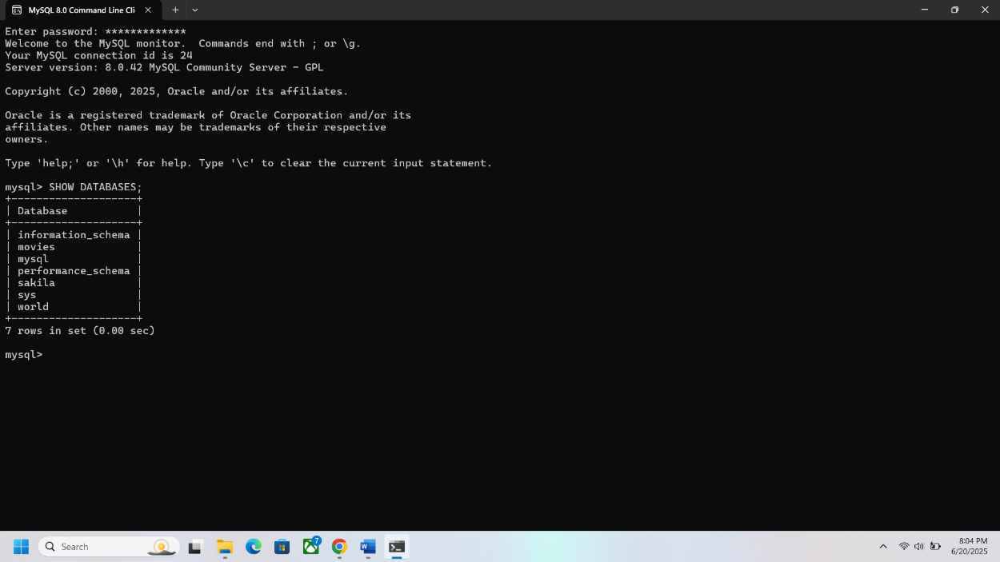 MySQL 8.0 Command Line Cli
Enter password: *************
Welcome to the MySQL monitor.  Commands end with ; or \g.
Your MySQL connection id is 24
Server version: 8.0.42 MySQL Community Server - GPL
Copyright (c) 2000, 2025, Oracle and/or its affiliates.
Oracle is a registered trademark of Oracle Corporation and/or its
affiliates. Other names may be trademarks of their respective
owners.
Type 'help;' or '\h' for help. Type '\c' to clear the current input statement.
mysql> SHOW DATABASES;
+--------------------+
| Database           |
+--------------------+
| information_schema |
| movies             |
| mysql              |
| performance_schema |
| sakila             |
| sys                |
| world              |
+--------------------+
7 rows in set (0.00 sec)
mysql>
Search
7
8:04 PM
6/20/2025